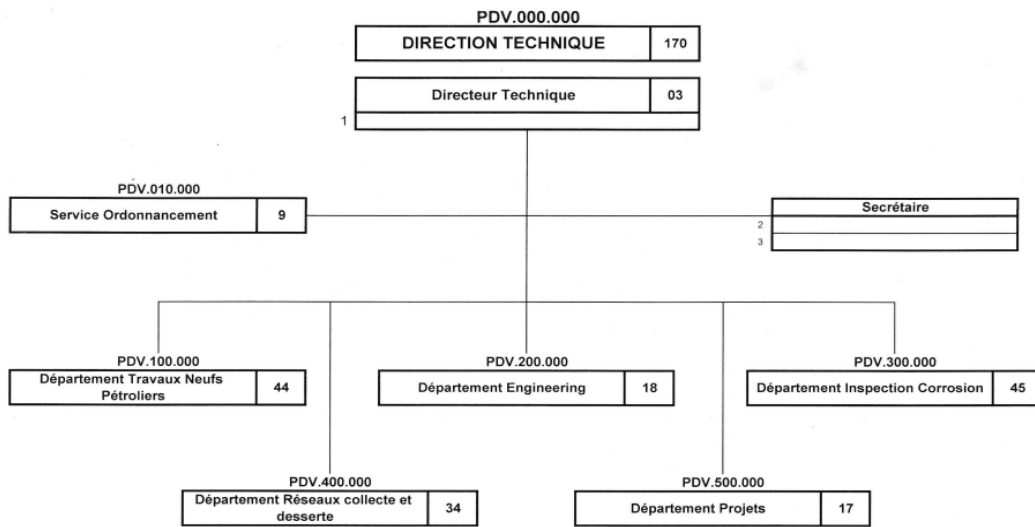 PDV.000.000
DIRECTION TECHNIQUE 170
Directeur Technique 03
1
PDV.010.000
Service Ordonnancement 9
Secrétaire
2
3
PDV.100.000
Département Travaux Neufs
Pétroliers 44
PDV.200.000
Département Engineering 18
PDV.300.000
Département Inspection Corrosion 45
PDV.400.000
Département Réseaux collecte et
desserte 34
PDV.500.000
Département Projets 17